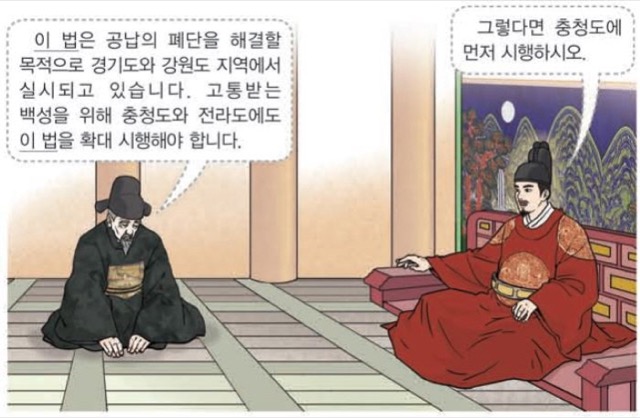 이 법은 공납의 폐단을 해결할
목적으로 경기도와 강원도 지역에서
실시되고 있습니다. 고통받는
백성을 위해 충청도와 전라도에도
이 법을 확대 시행해야 합니다.
그렇다면 충청도에
먼저 시행하시오.